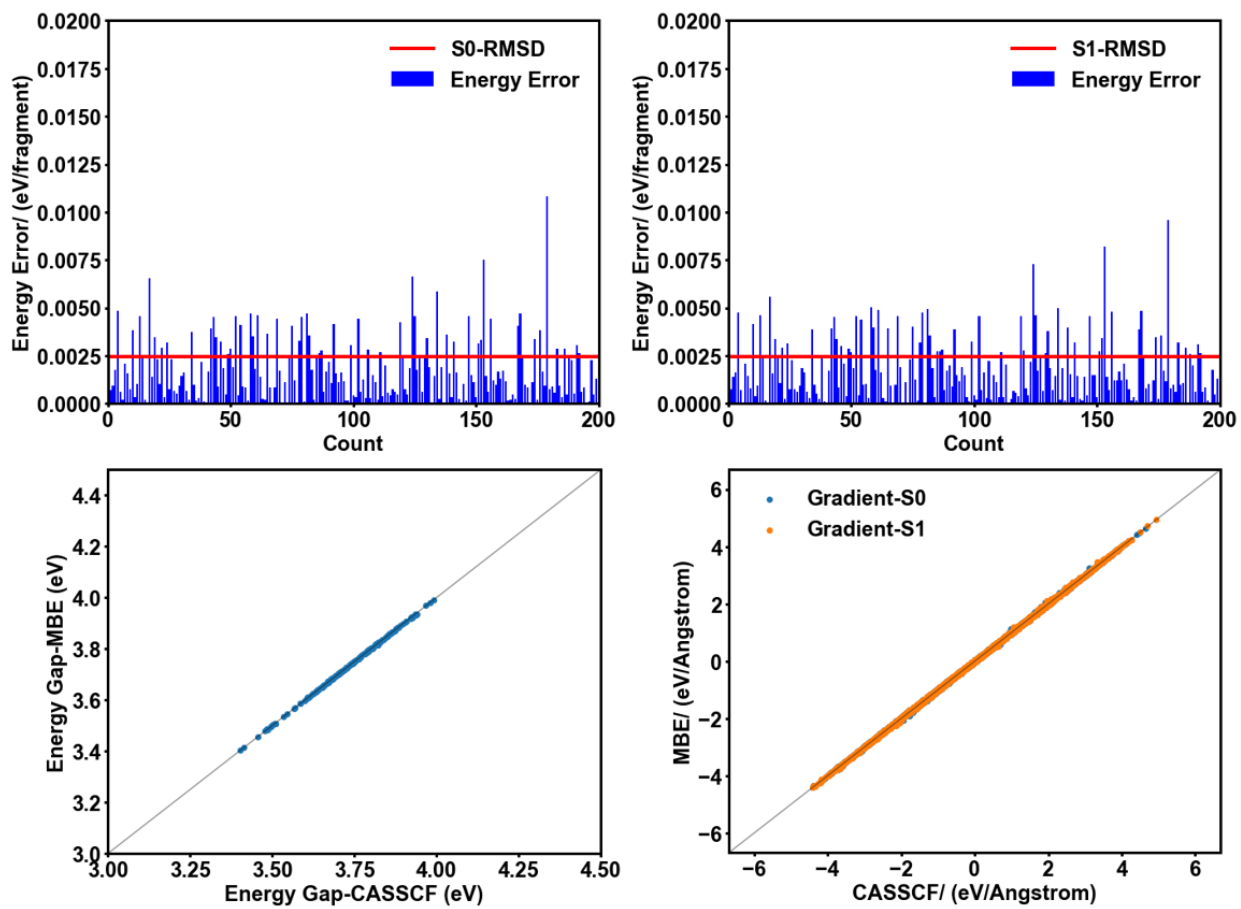 Energy Error/ (eV/fragment)
0.0200
0.0175
0.0150
0.0125
0.0100
0.0075
0.0050
0.0025
0.0000
S0-RMSD
Energy Error
0 50 100 150 200
Count
Energy Error/ (eV/fragment)
0.0200
0.0175
0.0150
0.0125
0.0100
0.0075
0.0050
0.0025
0.0000
S1-RMSD
Energy Error
0 50 100 150 200
Count
Energy Gap-MBE (eV)
4.4
4.2
4.0
3.8
3.6
3.4
3.2
3.0
3.00 3.25 3.50 3.75 4.00 4.25 4.50
Energy Gap-CASSCF (eV)
MBE/ (eV/Angstrom)
6
4
2
0
−2
−4
−6
Gradient-S0
Gradient-S1
−6 −4 −2 0 2 4 6
CASSCF/ (eV/Angstrom)